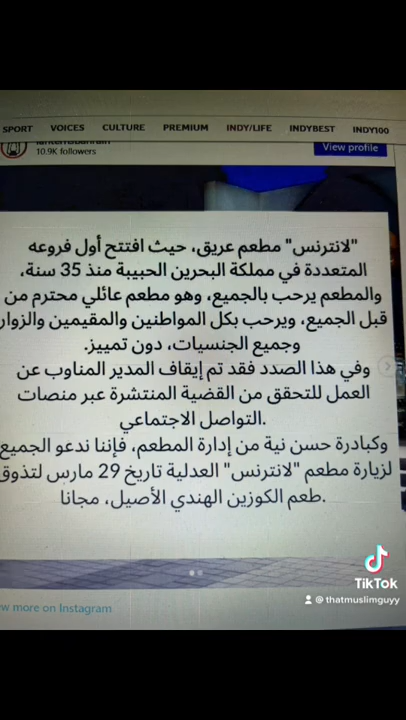 SPORT VOICES CULTURE PREMIUM INDY/LIFE INDYBEST INDY100
10.9K followers
View profile
"لانترنس" مطعم عريق، حيث افتتح أول فروعه
المتعددة في مملكة البحرين الحبيبة منذ 35 سنة،
والمطعم يرحب بالجميع، وهو مطعم عائلي محترم من
قبل الجميع، ويرحب بكل المواطنين والمقيمين والزوار
وجميع الجنسيات، دون تمييز.
وفي هذا الصدد فقد تم إيقاف المدير المناوب عن
العمل للتحقق من القضية المنتشرة عبر منصات
التواصل الاجتماعي.
وكبادرة حسن نية من إدارة المطعم، فإننا ندعو الجميع
لزيارة مطعم "لانترنس" العدلية تاريخ 29 مارس لتذوق
طعم الكوزين الهندي الأصيل، مجانا.
TikTok
@thatmuslimguyy
ew more on Instagram